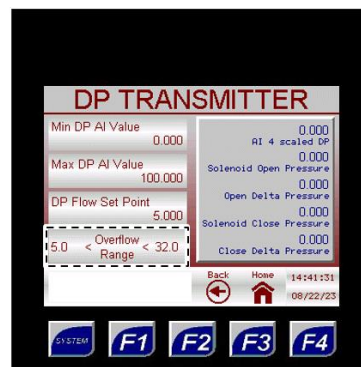 DP TRANSMITTER
Min DP AI Value
0.000
Max DP AI Value
100.000
DP Flow Set Point
5.000
5.0 < Overflow Range < 32.0
0.000
AI 4 scaled DP
0.000
Solenoid Open Pressure
0.000
Open Delta Pressure
0.000
Solenoid Close Pressure
0.000
Close Delta Pressure
Back
Home
14:41:31
08/22/23
SYSTEM
F1
F2
F3
F4